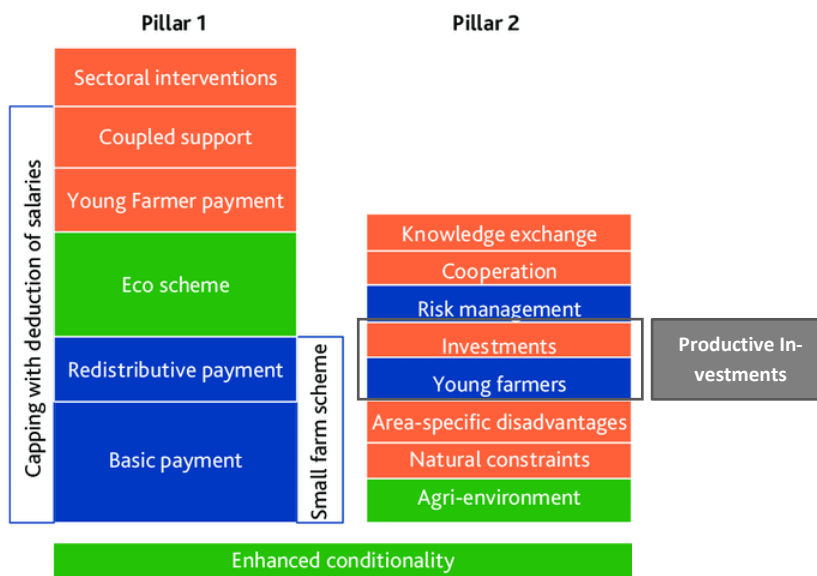 Pillar 1
Pillar 2
Sectoral interventions
Coupled support
Young Farmer payment
Eco scheme
Redistributive payment
Basic payment
Capping with deduction of salaries
Small farm scheme
Knowledge exchange
Cooperation
Risk management
Investments
Young farmers
Area-specific disadvantages
Natural constraints
Agri-environment
Productive In-
vestments
Enhanced conditionality